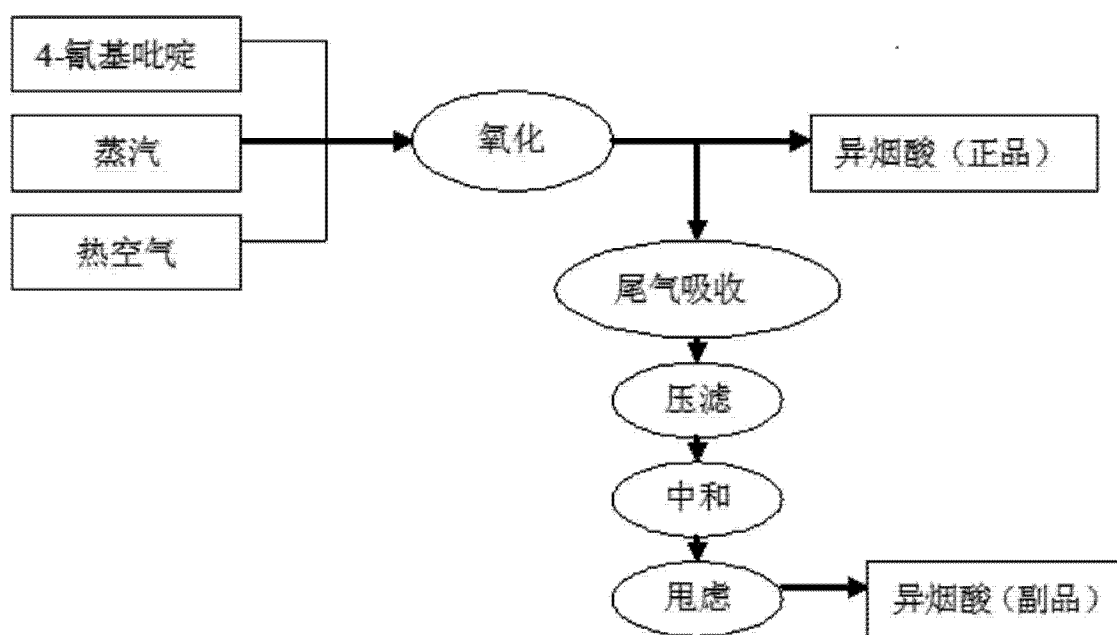 4-氰基吡啶
蒸汽
热空气
氧化
异烟酸（正品）
尾气吸收
压滤
中和
甩虑
异烟酸（副品）